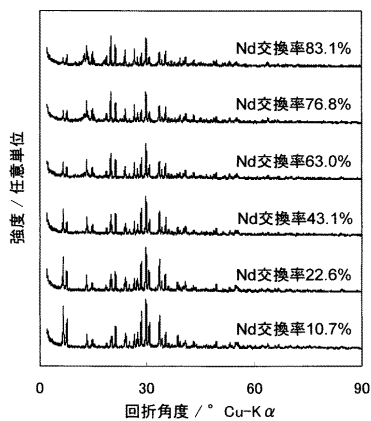 Nd交換率83.1%
Nd交換率76.8%
Nd交換率63.0%
Nd交換率43.1%
Nd交換率22.6%
Nd交換率10.7%
強度 / 任意単位
0 30 60 90
回折角度 / ° Cu-Kα